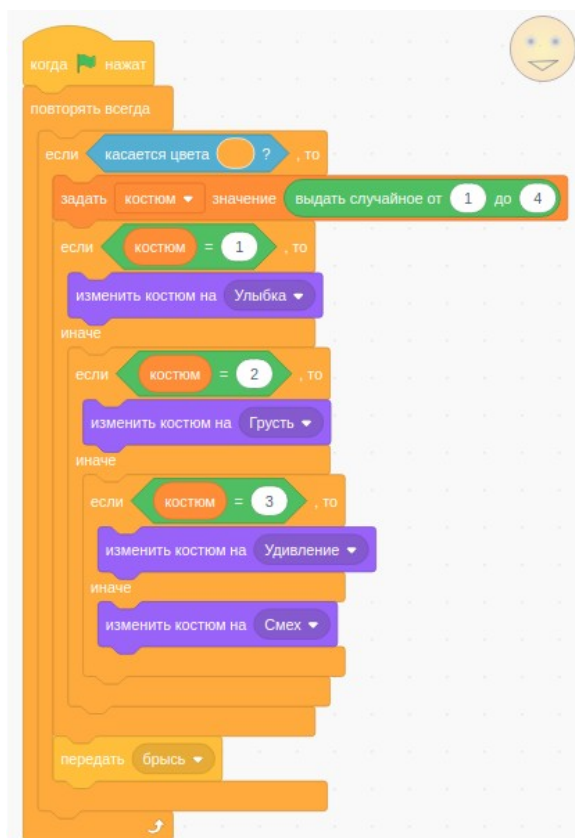 когда нажат
повторять всегда
если касается цвета ? , то
задать костюм значение выдать случайное от 1 до 4
если костюм = 1 , то
изменить костюм на Улыбка
иначе
если костюм = 2 , то
изменить костюм на Грусть
иначе
если костюм = 3 , то
изменить костюм на Удивление
иначе
изменить костюм на Смех
передать брысь